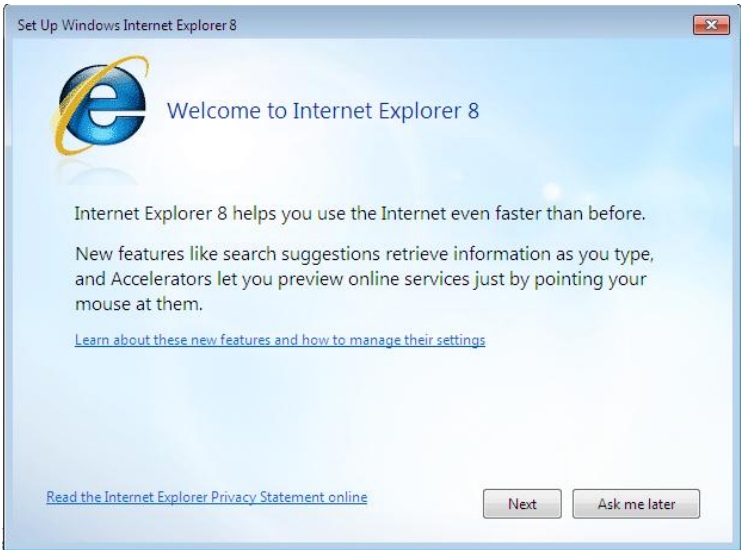 Set Up Windows Internet Explorer 8
Welcome to Internet Explorer 8
Internet Explorer 8 helps you use the Internet even faster than before.
New features like search suggestions retrieve information as you type,
and Accelerators let you preview online services just by pointing your
mouse at them.
Learn about these new features and how to manage their settings
Read the Internet Explorer Privacy Statement online
Next
Ask me later